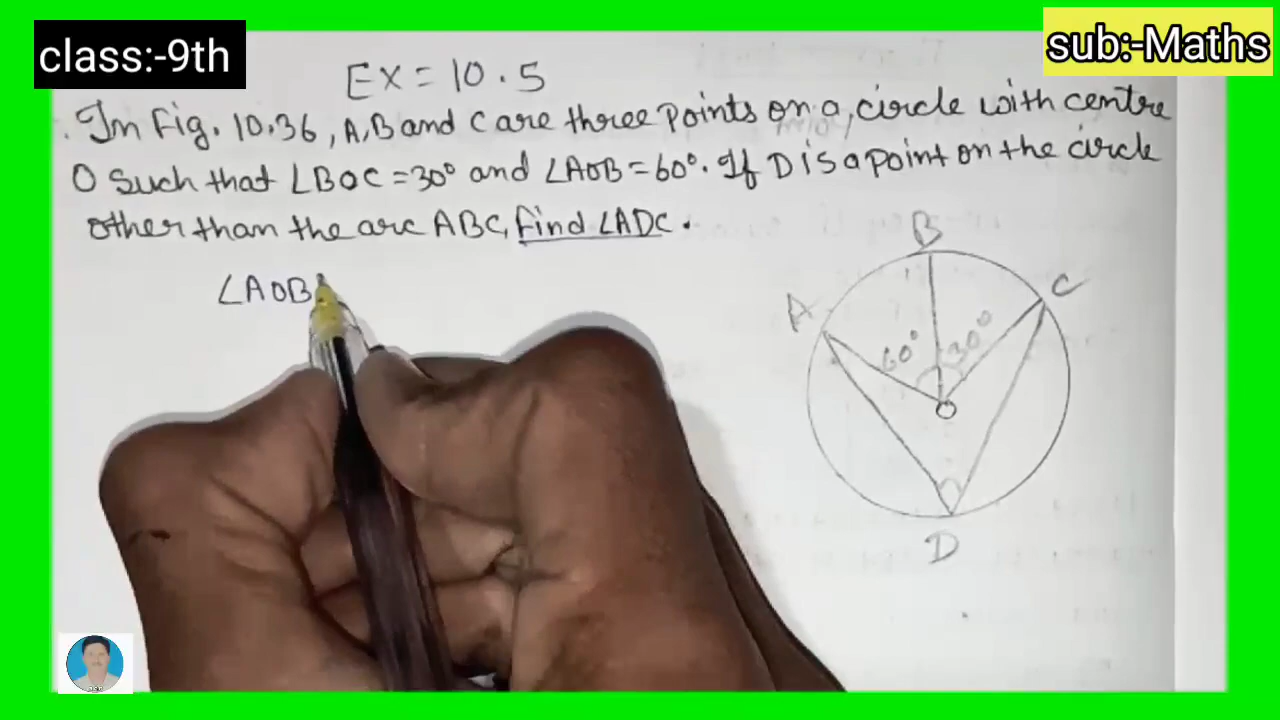 class:-9th
sub:-Maths
Ex = 10.5
In Fig. 10.36, A, B and C are three points on a circle with centre
O such that ∠BOC = 30° and ∠AOB = 60°. If D is a point on the circle
other than the arc ABC, find ∠ADC.
∠AOB
B
C
A
60° 30°
O
D